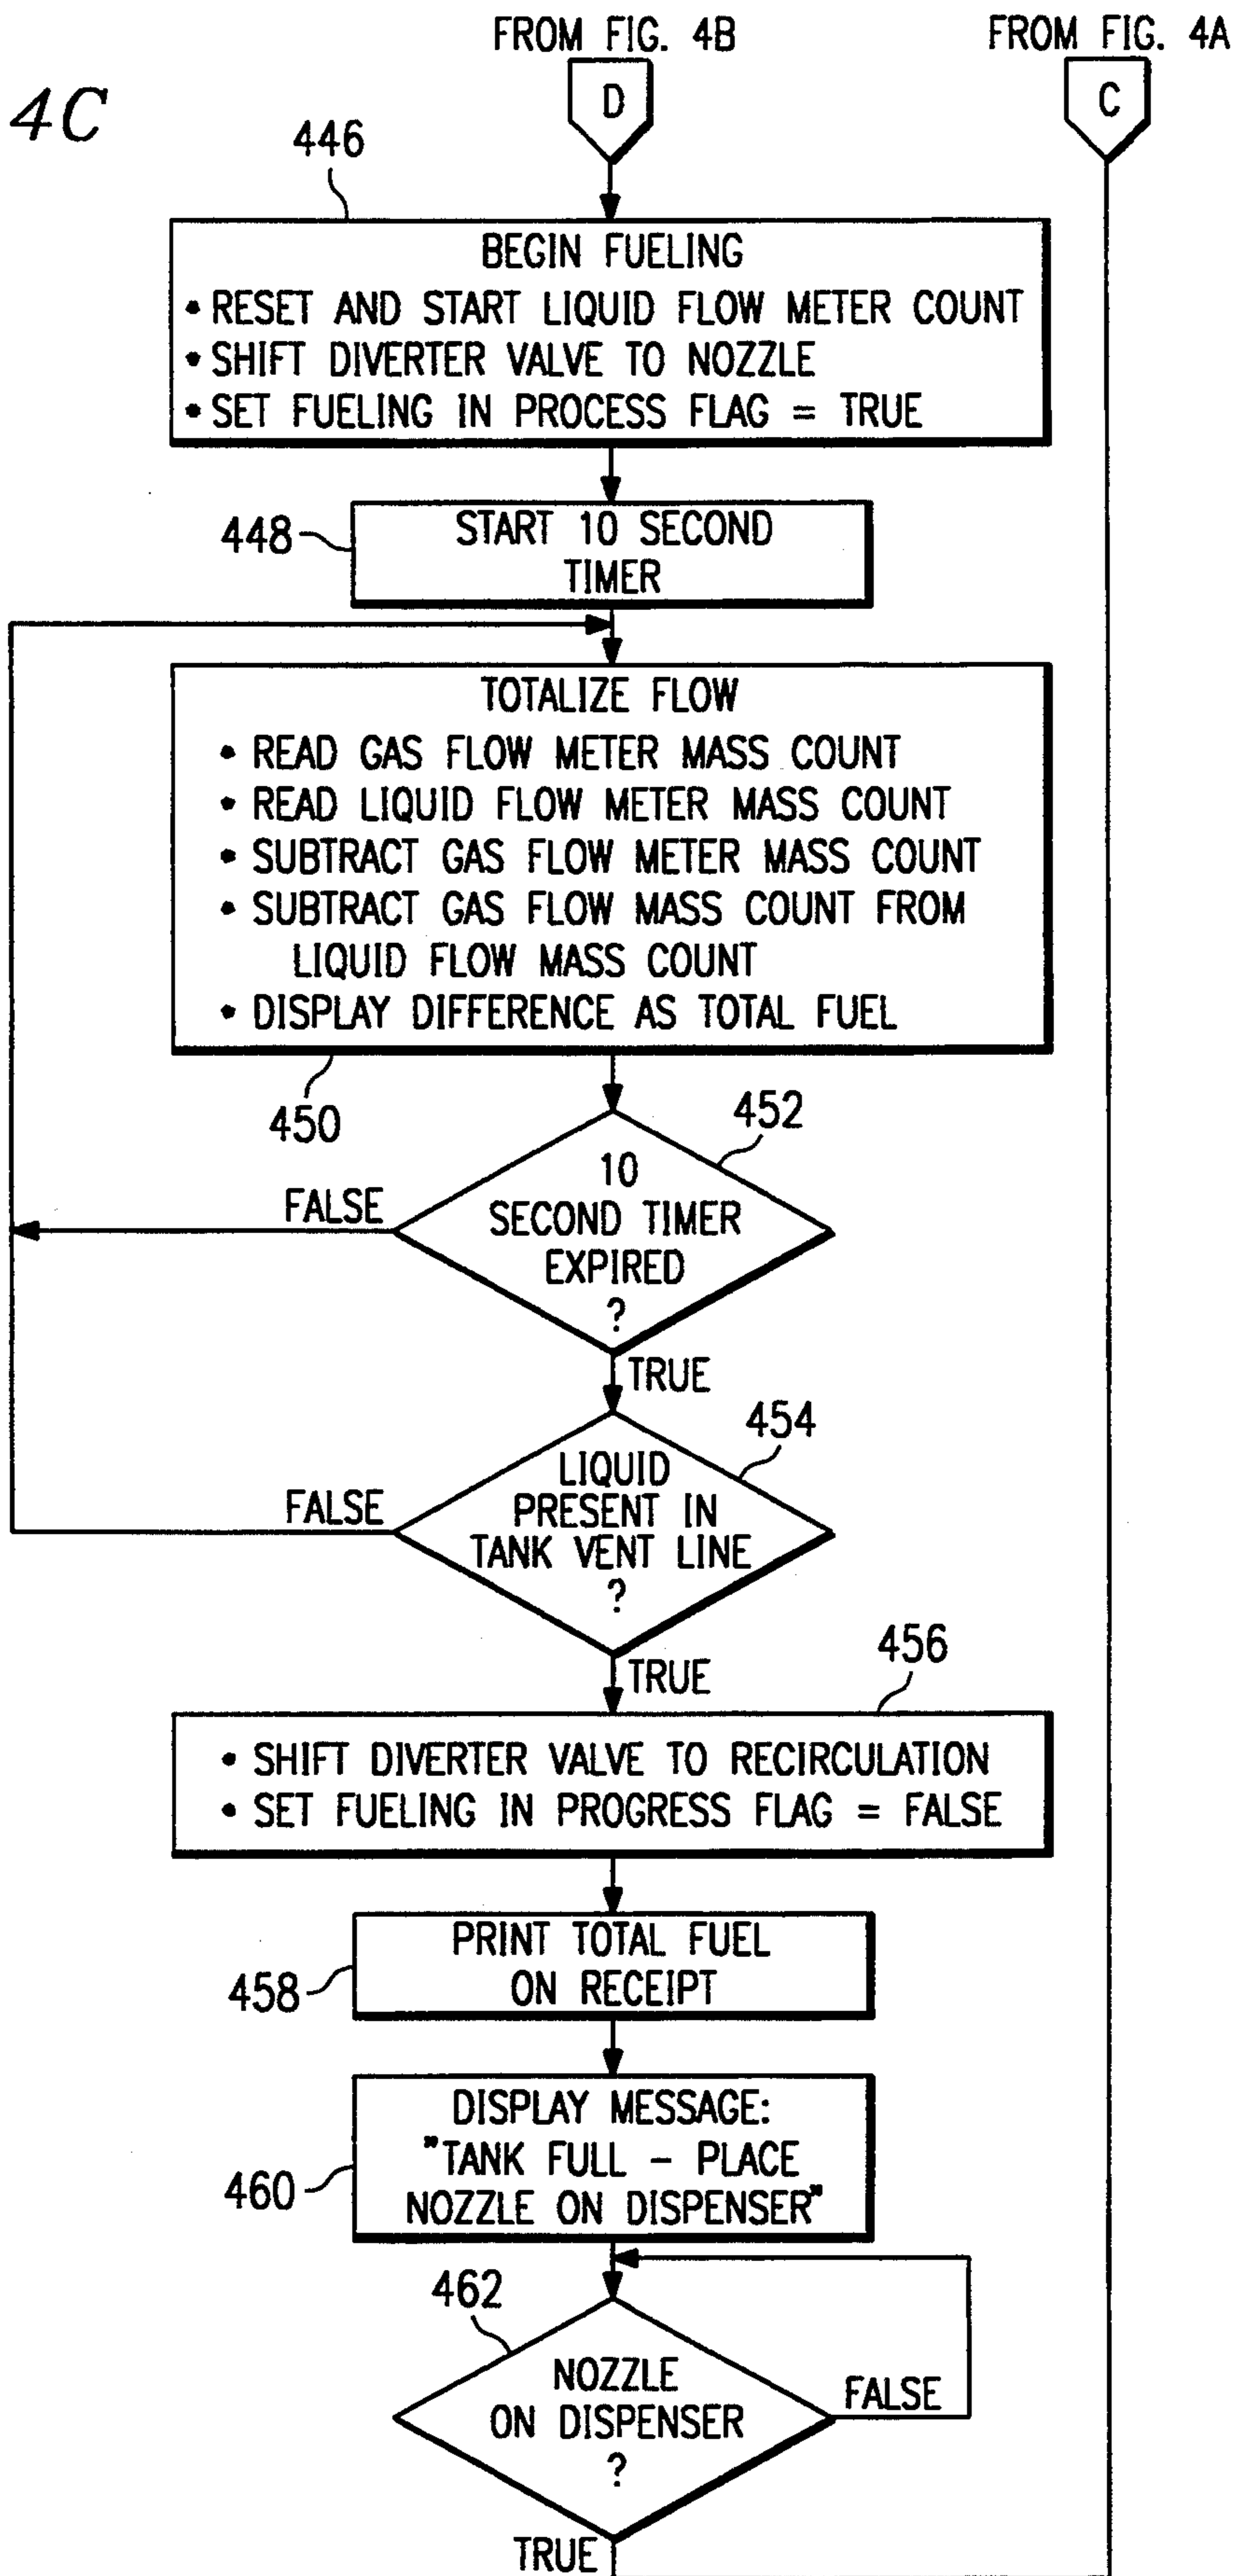 FROM FIG. 4B
FROM FIG. 4A
4C
D
C
446
BEGIN FUELING
• RESET AND START LIQUID FLOW METER COUNT
• SHIFT DIVERTER VALVE TO NOZZLE
• SET FUELING IN PROCESS FLAG = TRUE
448
START 10 SECOND
TIMER
TOTALIZE FLOW
• READ GAS FLOW METER MASS COUNT
• READ LIQUID FLOW METER MASS COUNT
• SUBTRACT GAS FLOW METER MASS COUNT
• SUBTRACT GAS FLOW MASS COUNT FROM
LIQUID FLOW MASS COUNT
• DISPLAY DIFFERENCE AS TOTAL FUEL
450
452
10
SECOND TIMER
EXPIRED
?
FALSE
TRUE
454
LIQUID
PRESENT IN
TANK VENT LINE
?
FALSE
TRUE
456
• SHIFT DIVERTER VALVE TO RECIRCULATION
• SET FUELING IN PROGRESS FLAG = FALSE
458
PRINT TOTAL FUEL
ON RECEIPT
460
DISPLAY MESSAGE:
"TANK FULL – PLACE
NOZZLE ON DISPENSER"
462
NOZZLE
ON DISPENSER
?
FALSE
TRUE